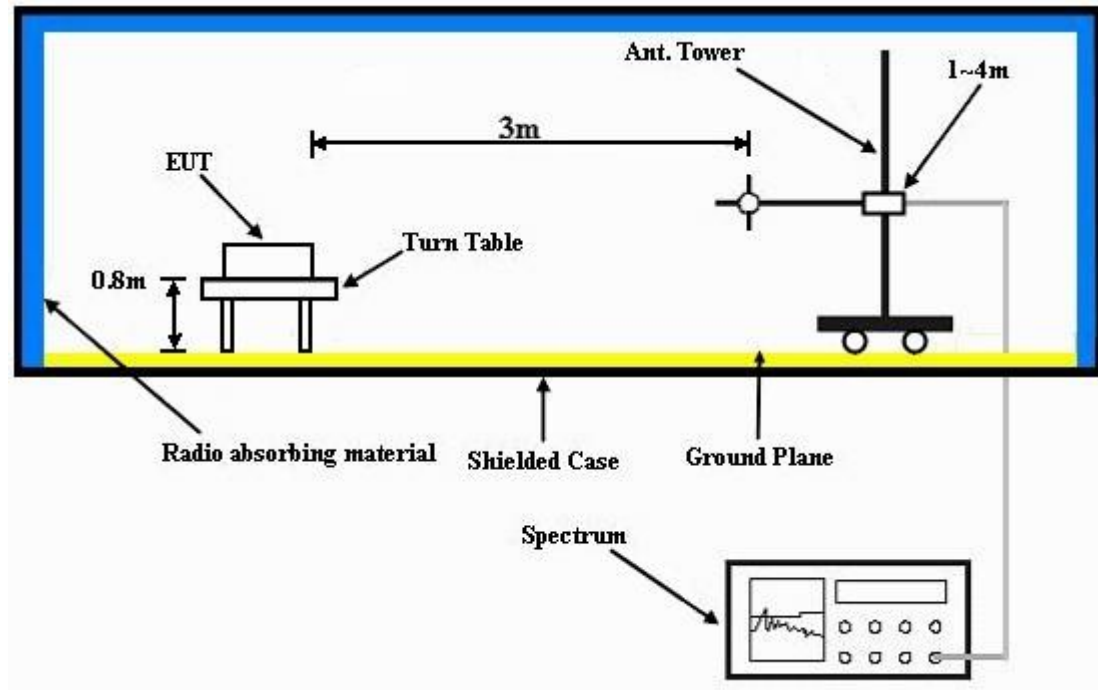 Ant. Tower
1~4m
3m
EUT
Turn Table
0.8m
Radio absorbing material
Shielded Case
Ground Plane
Spectrum